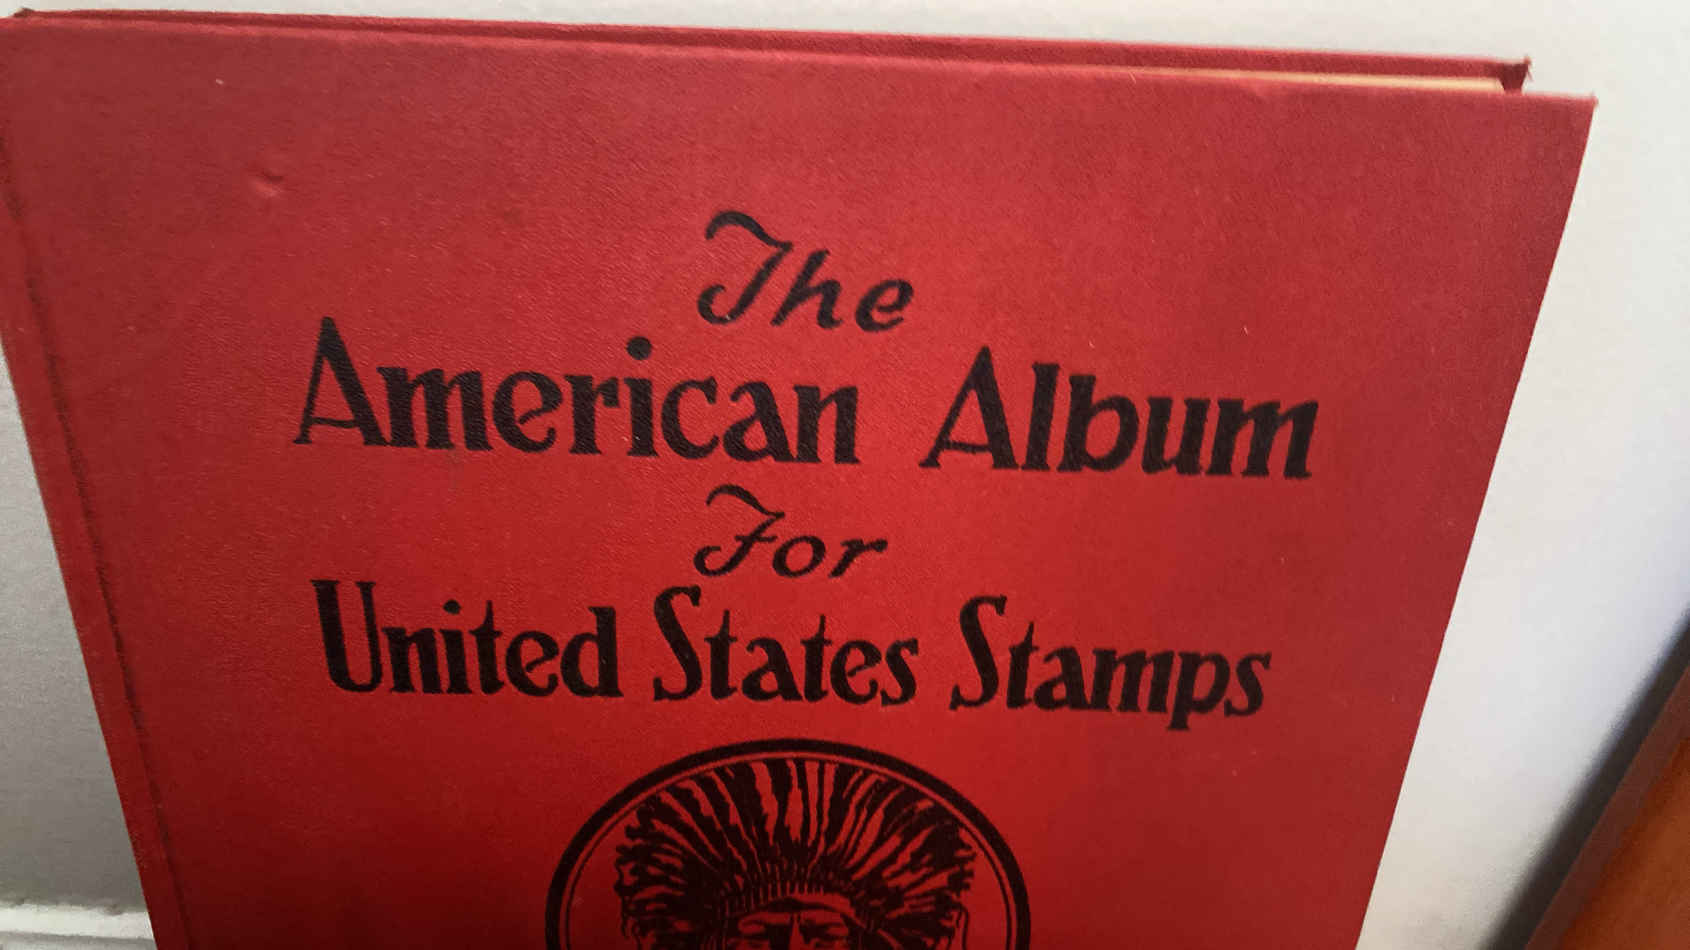 The
American Album
For
United States Stamps